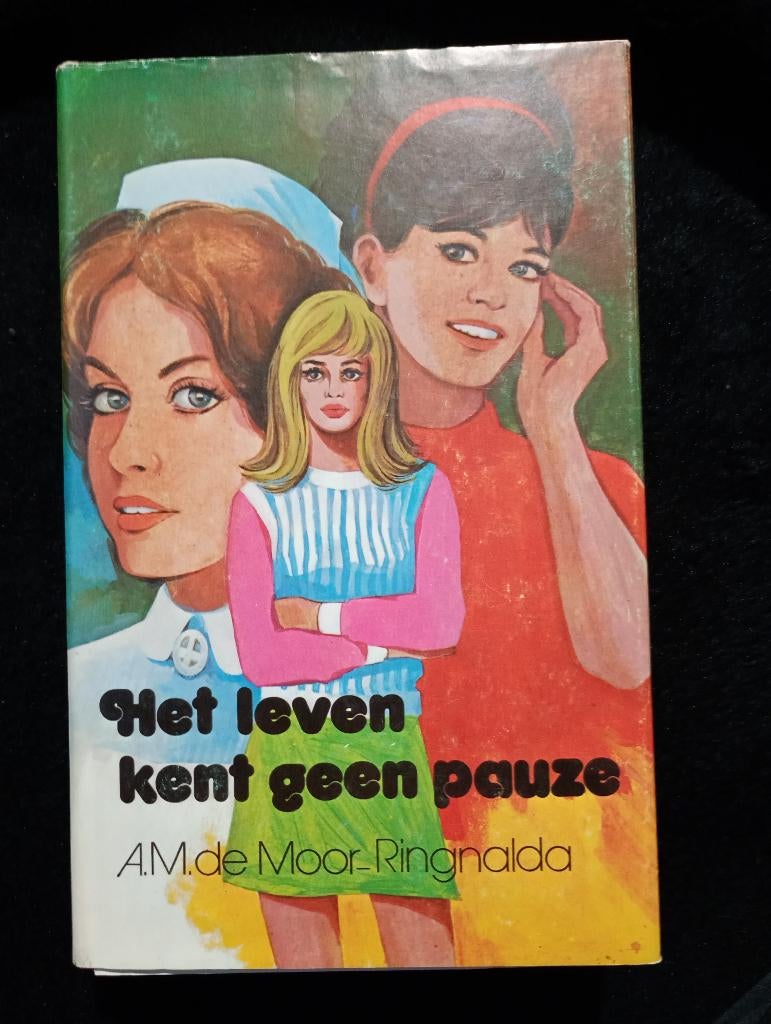 Het leven
kent geen pauze
A.M. de Moor-Ringnalda